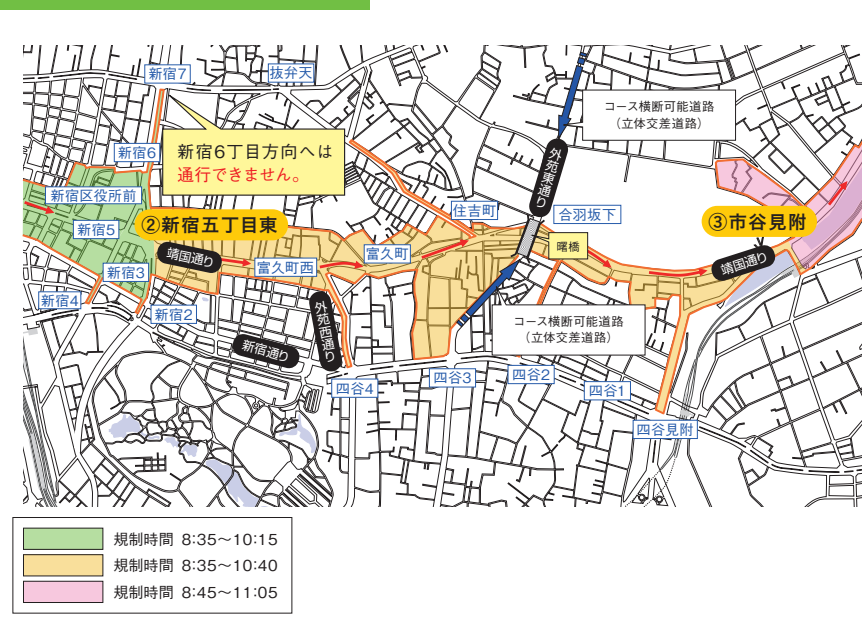 新宿7
抜弁天
コース横断可能道路
（立体交差道路）
新宿6
新宿6丁目方向へは
通行できません。
外苑東通り
新宿区役所前
住吉町
合羽坂下
②新宿五丁目東
③市谷見附
新宿5
靖国通り
富久町
曙橋
靖国通り
新宿3
富久町西
新宿4
新宿2
外苑西通り
コース横断可能道路
（立体交差道路）
新宿通り
四谷4
四谷3
四谷2
四谷1
四谷見附
規制時間 8:35～10:15
規制時間 8:35～10:40
規制時間 8:45～11:05